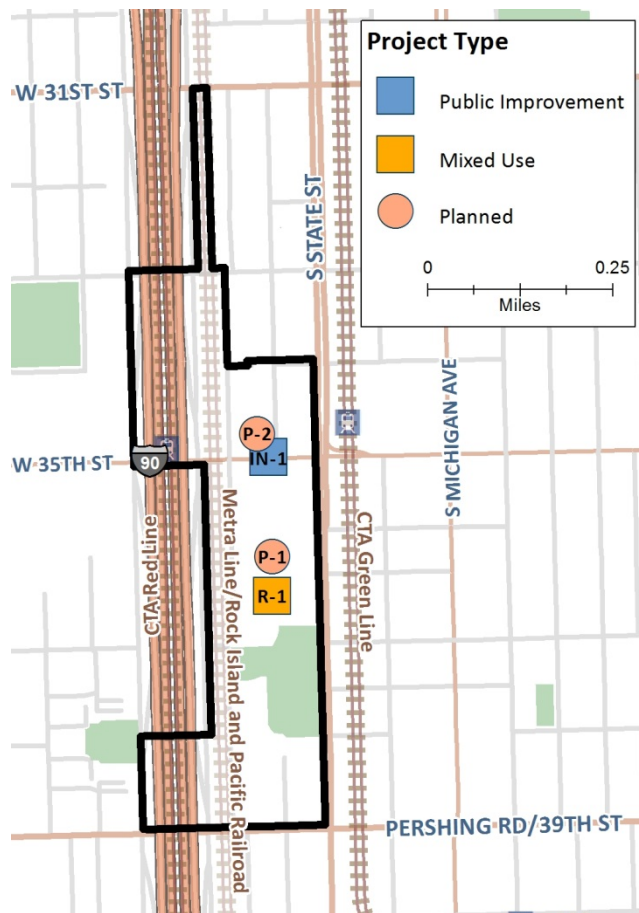 Project Type
Public Improvement
Mixed Use
Planned
0 0.25
Miles
W 31ST ST
S STATE ST
S MICHIGAN AVE
P-2
IN-1
W 35TH ST
90
P-1
R-1
CTA Red Line
Metra Line/Rock Island and Pacific Railroad
CTA Green Line
PERSHING RD/39TH ST